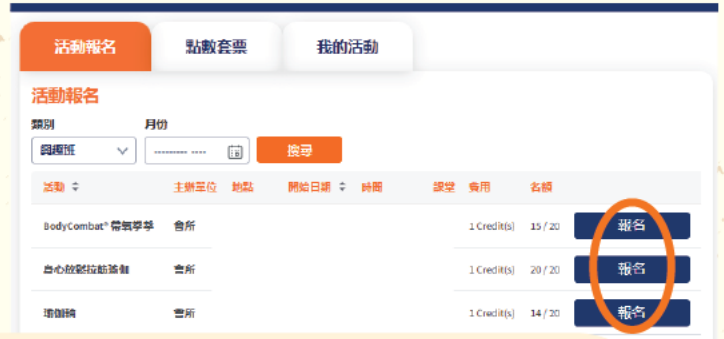 活動報名 點數套票 我的活動
活動報名
類別 月份
興趣班 --------- ---- 搜尋
活動 主辦單位 地點 開始日期 時間 課堂 費用 名額
BodyCombat® 帶氧拳擊 會所 1 Credit(s) 15 / 20 報名
身心放鬆拉筋瑜伽 會所 1 Credit(s) 20 / 20 報名
瑜伽輪 會所 1 Credit(s) 14 / 20 報名